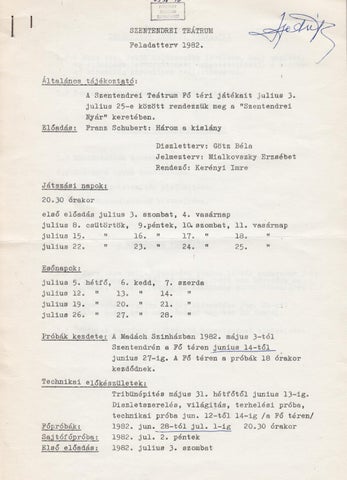 SZENTENDREI TEÁTRUM
Feladatterv 1982.
Általános tájékoztató:
A Szentendrei Teátrum Fő téri játékait julius 3.
julius 25-e között rendezzük meg a "Szentendrei
Nyár" keretében.
Előadás: Franz Schubert: Három a kislány
Diszletterv: Götz Béla
Jelmezterv: Mialkovszky Erzsébet
Rendező: Kerényi Imre
Játszási napok:
20.30 órakor
első előadás julius 3. szombat, 4. vasárnap
julius 8. csütörtök, 9.péntek, 10.szombat, 11. vasárnap
julius 15. " 16. " 17. " 18. "
julius 22. " 23. " 24. " 25. "
Esőnapok:
julius 5. hétfő, 6. kedd, 7. szerda
julius 12. " 13. " 14. "
julius 19. " 20. " 21. "
julius 26. " 27. " 28. "
Próbák kezdete: A Madách Szinházban 1982. május 3-tól
Szentendrén a Fő téren junius 14-től
junius 27-ig. A Fő téren a próbák 18 órakor
kezdődnek.
Technikai előkészületek:
Tribünépités május 31. hétfőtől junius 13-ig.
Diszletszerelés, világitás, terhelési próba,
technikai próba jun. 12-től 14-ig /a Fő téren/
Főpróbák: 1982. jun. 28-tól jul. 1-ig 20.30 órakor
Sajtófőpróba: 1982. jul. 2. péntek
Első előadás: 1982. julius 3. szombat